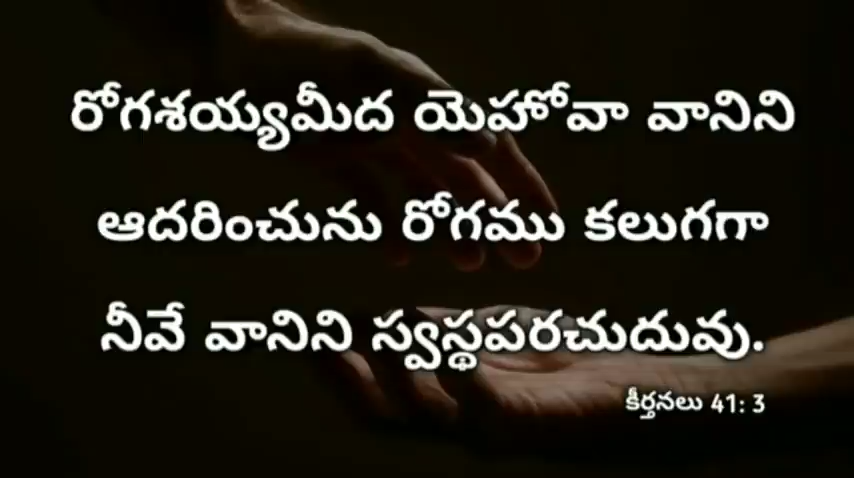 రోగశయ్యమీద యెహోవా వానిని
ఆదరించును రోగము కలుగగా
నీవే వానిని స్వస్థపరచుదువు.
కీర్తనలు 41: 3